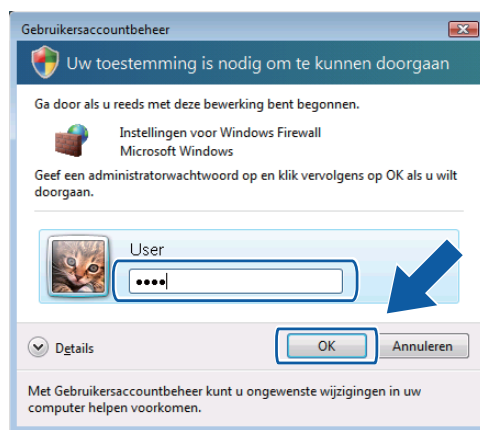 Gebruikersaccountbeheer
Uw toestemming is nodig om te kunnen doorgaan
Ga door als u reeds met deze bewerking bent begonnen.
Instellingen voor Windows Firewall
Microsoft Windows
Geef een administratorwachtwoord op en klik vervolgens op OK als u wilt
doorgaan.
User
••••
Details
OK
Annuleren
Met Gebruikersaccountbeheer kunt u ongewenste wijzigingen in uw
computer helpen voorkomen.